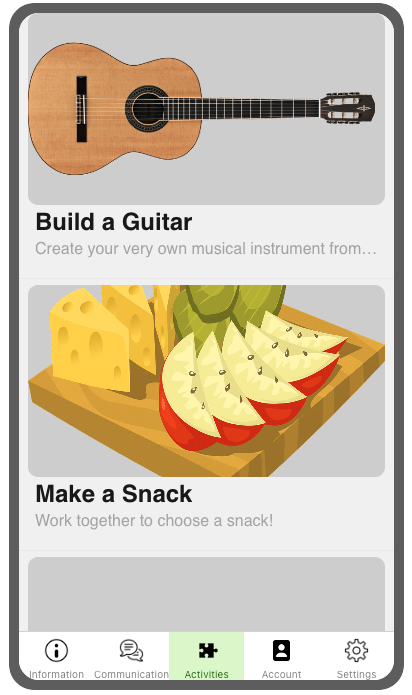 Build a Guitar
Create your very own musical instrument from...
Make a Snack
Work together to choose a snack!
Information Communication Activities Account Settings